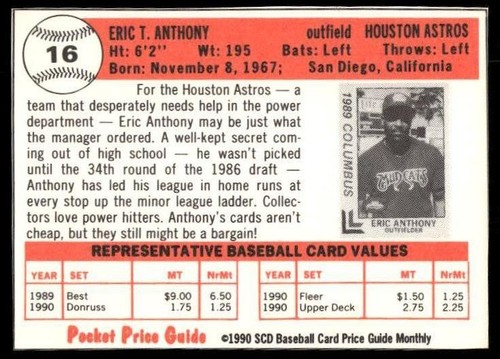 16
ERIC T. ANTHONY outfield HOUSTON ASTROS
Ht: 6'2" Wt: 195 Bats: Left Throws: Left
Born: November 8, 1967; San Diego, California
For the Houston Astros — a
team that desperately needs help in the power
department — Eric Anthony may be just what
the manager ordered. A well-kept secret com-
ing out of high school — he wasn't picked
until the 34th round of the 1986 draft —
Anthony has led his league in home runs at
every stop up the minor league ladder. Collec-
tors love power hitters. Anthony's cards aren't
cheap, but they still might be a bargain!
1989 COLUMBUS
MUDCATS
ERIC ANTHONY
OUTFIELDER
REPRESENTATIVE BASEBALL CARD VALUES
YEAR SET MT NrMt YEAR SET MT NrMt
1989 Best $9.00 6.50 1990 Fleer $1.50 1.25
1990 Donruss 1.75 1.25 1990 Upper Deck 2.75 2.25
Pocket Price Guide ©1990 SCD Baseball Card Price Guide Monthly